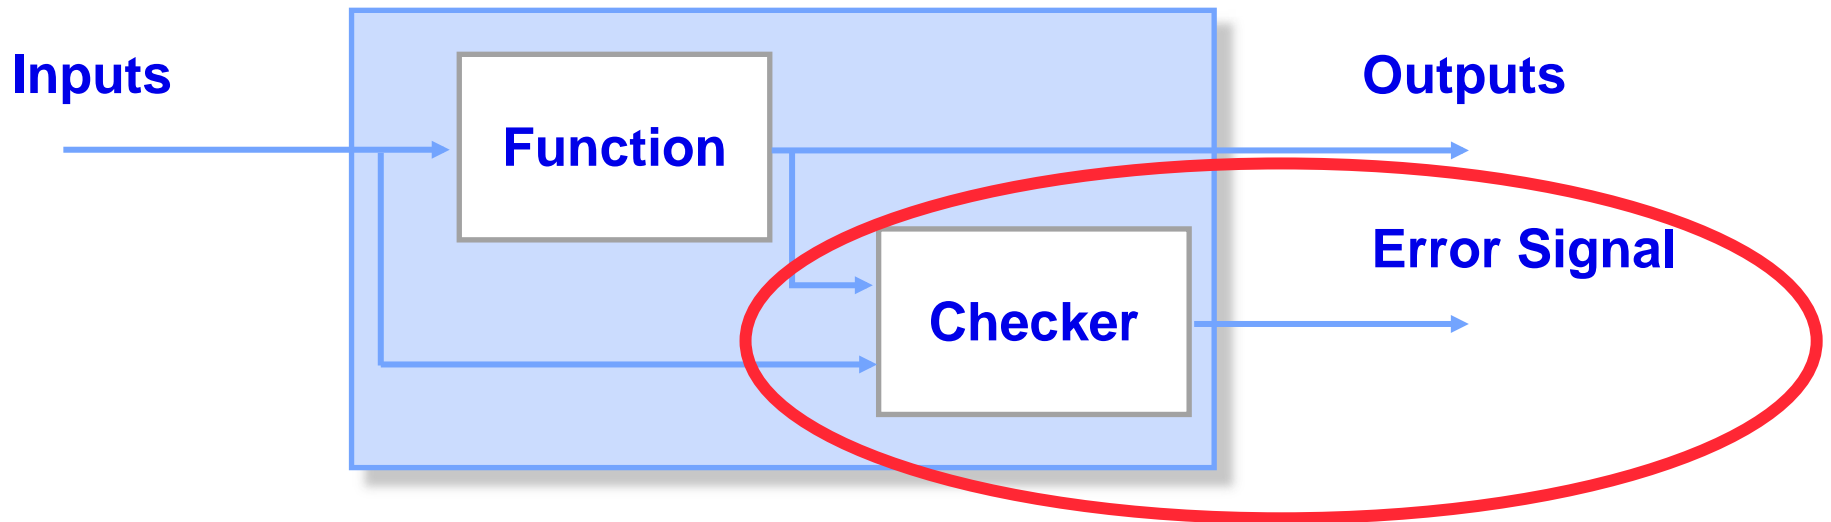 Inputs
Outputs
Function
Error Signal
Checker